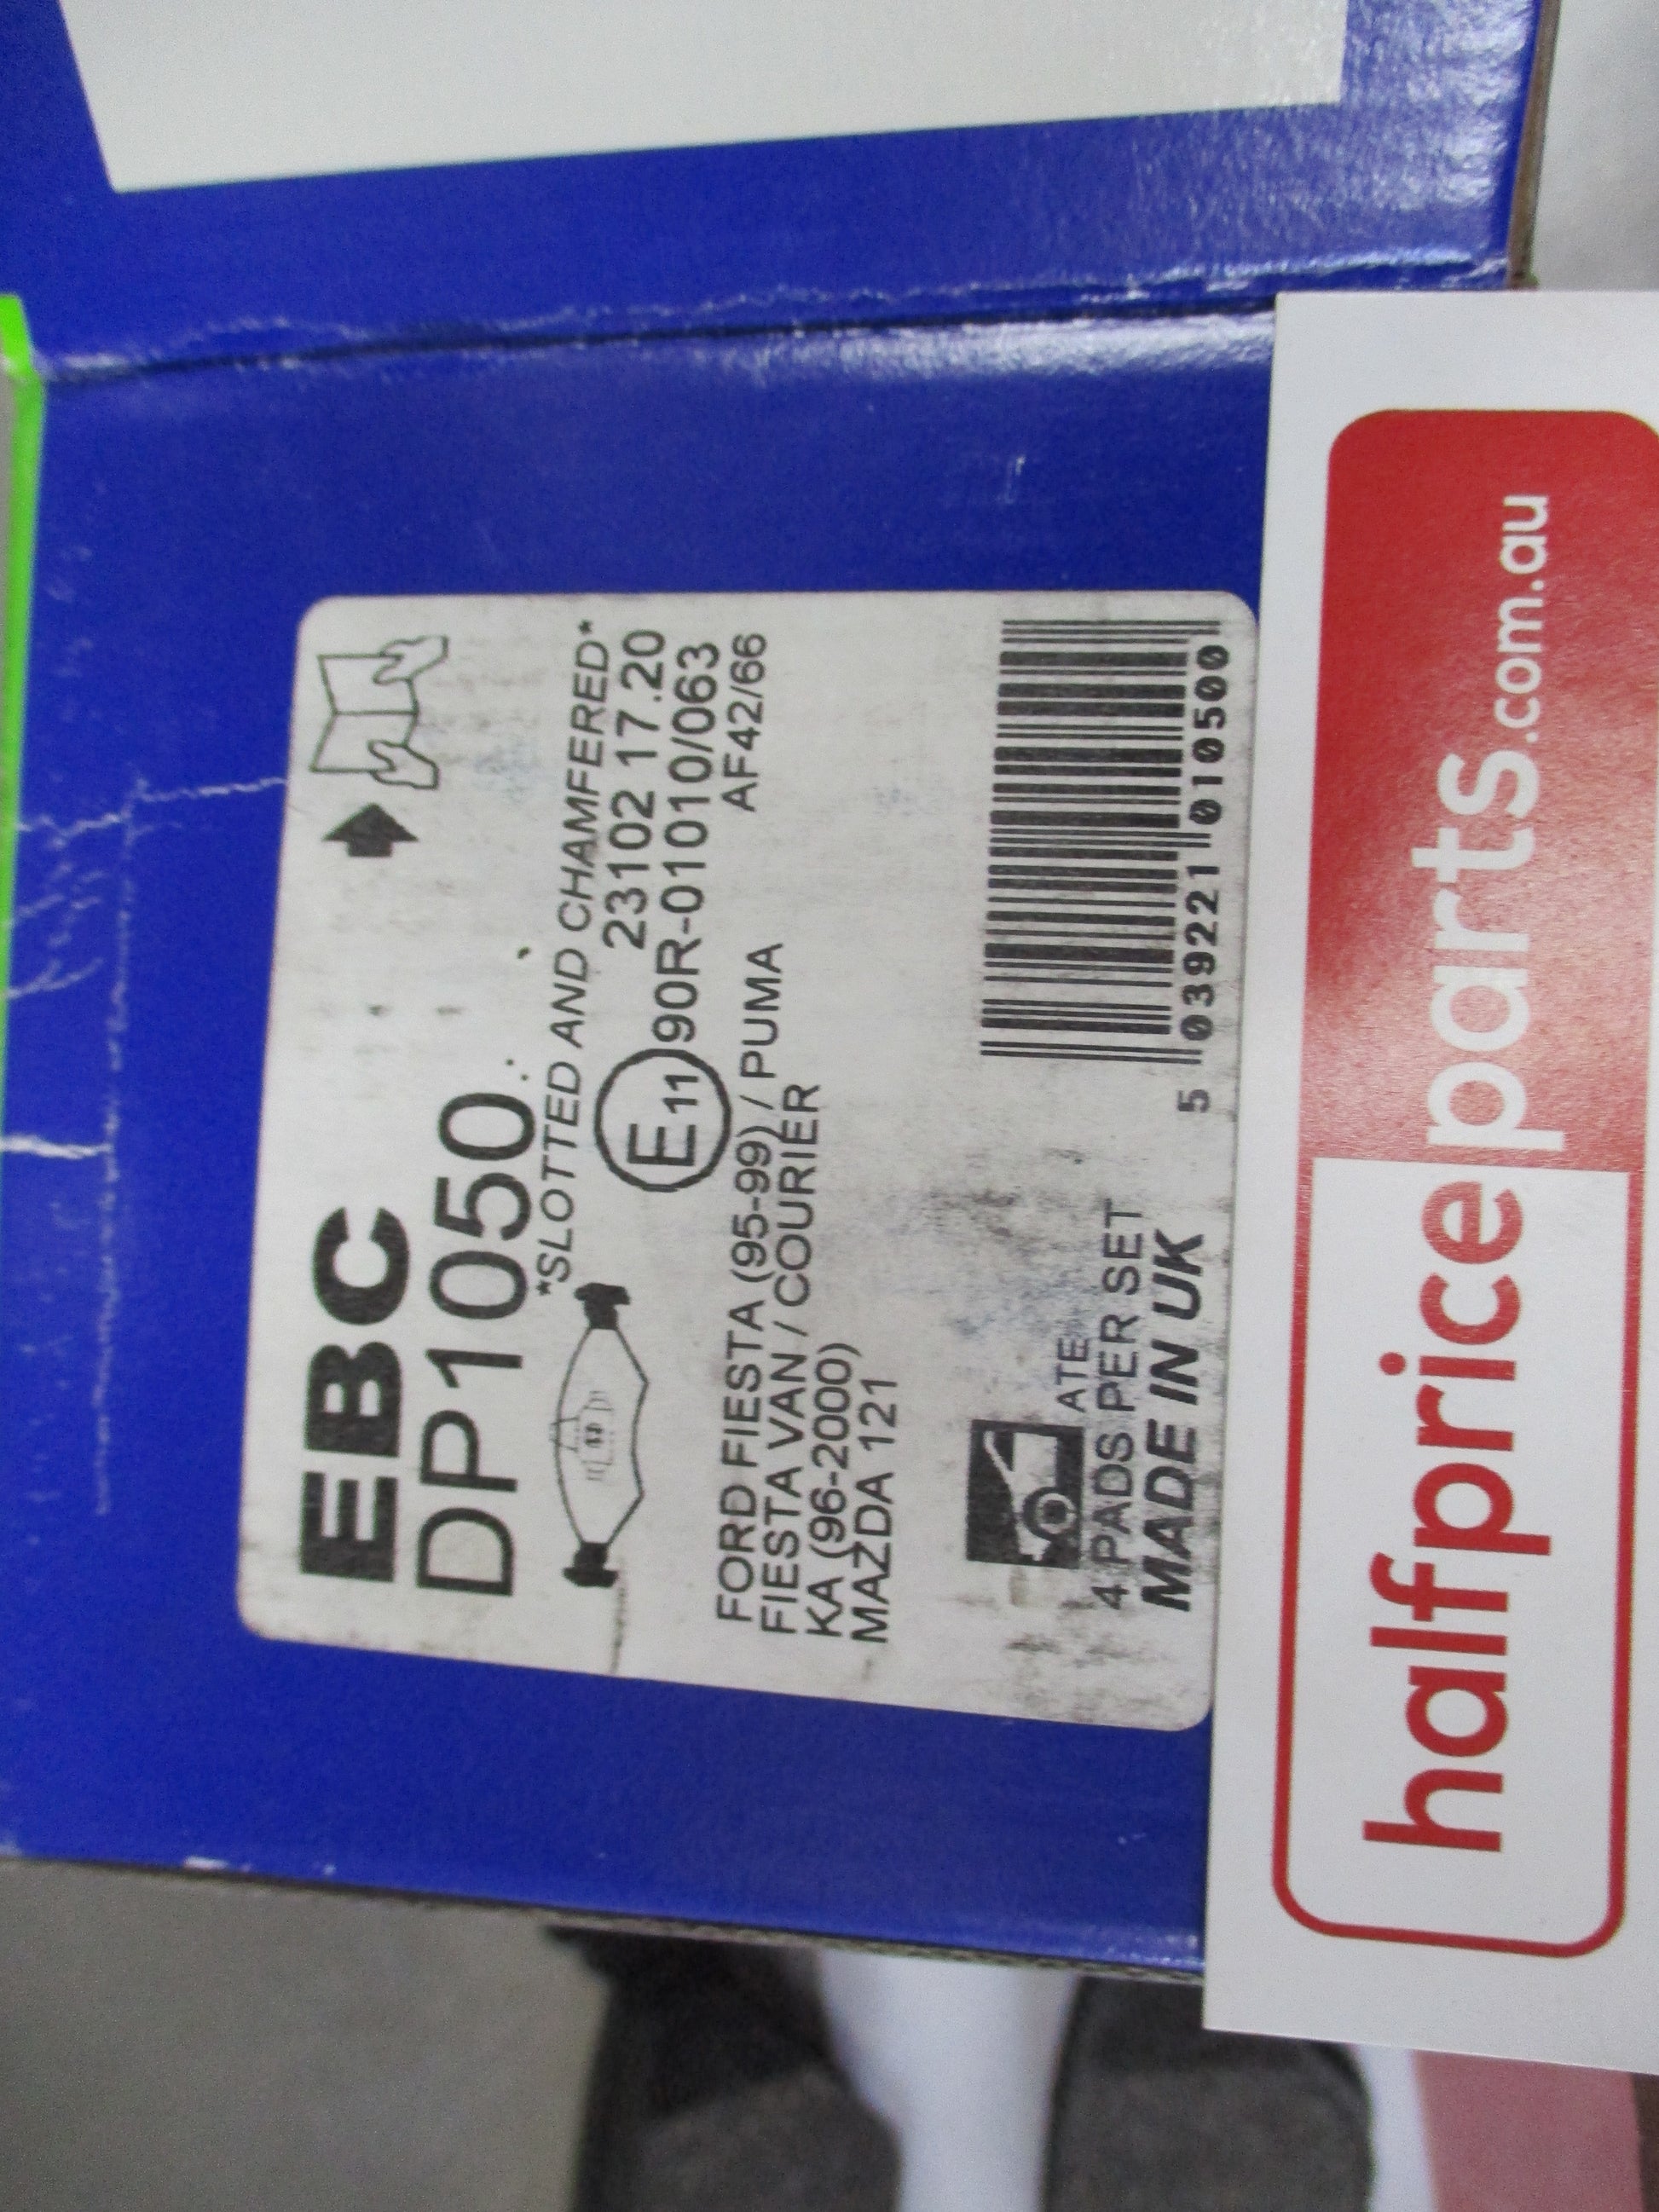 EBC
DP1050
*SLOTTED AND CHAMFERED*
23102 17.20
E11 90R-01010/063
AF42/66
FORD FIESTA (95-99) / PUMA
FIESTA VAN / COURIER
KA (96-2000)
MAZDA 121
ATE
4 PADS PER SET
MADE IN UK
5 039221 010500
halfpriceparts.com.au